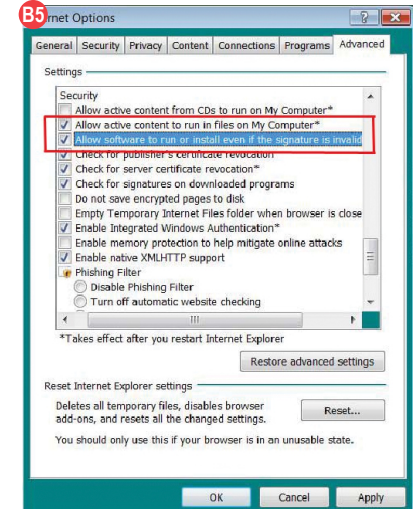 B5
rnet Options
General Security Privacy Content Connections Programs Advanced
Settings
Security
Allow active content from CDs to run on My Computer*
Allow active content to run in files on My Computer*
Allow software to run or install even if the signature is invalid
Check for publisher's certificate revocation
Check for server certificate revocation*
Check for signatures on downloaded programs
Do not save encrypted pages to disk
Empty Temporary Internet Files folder when browser is close
Enable Integrated Windows Authentication*
Enable memory protection to help mitigate online attacks
Enable native XMLHTTP support
Phishing Filter
Disable Phishing Filter
Turn off automatic website checking
*Takes effect after you restart Internet Explorer
Restore advanced settings
Reset Internet Explorer settings
Deletes all temporary files, disables browser
add-ons, and resets all the changed settings.
Reset...
You should only use this if your browser is in an unusable state.
OK Cancel Apply